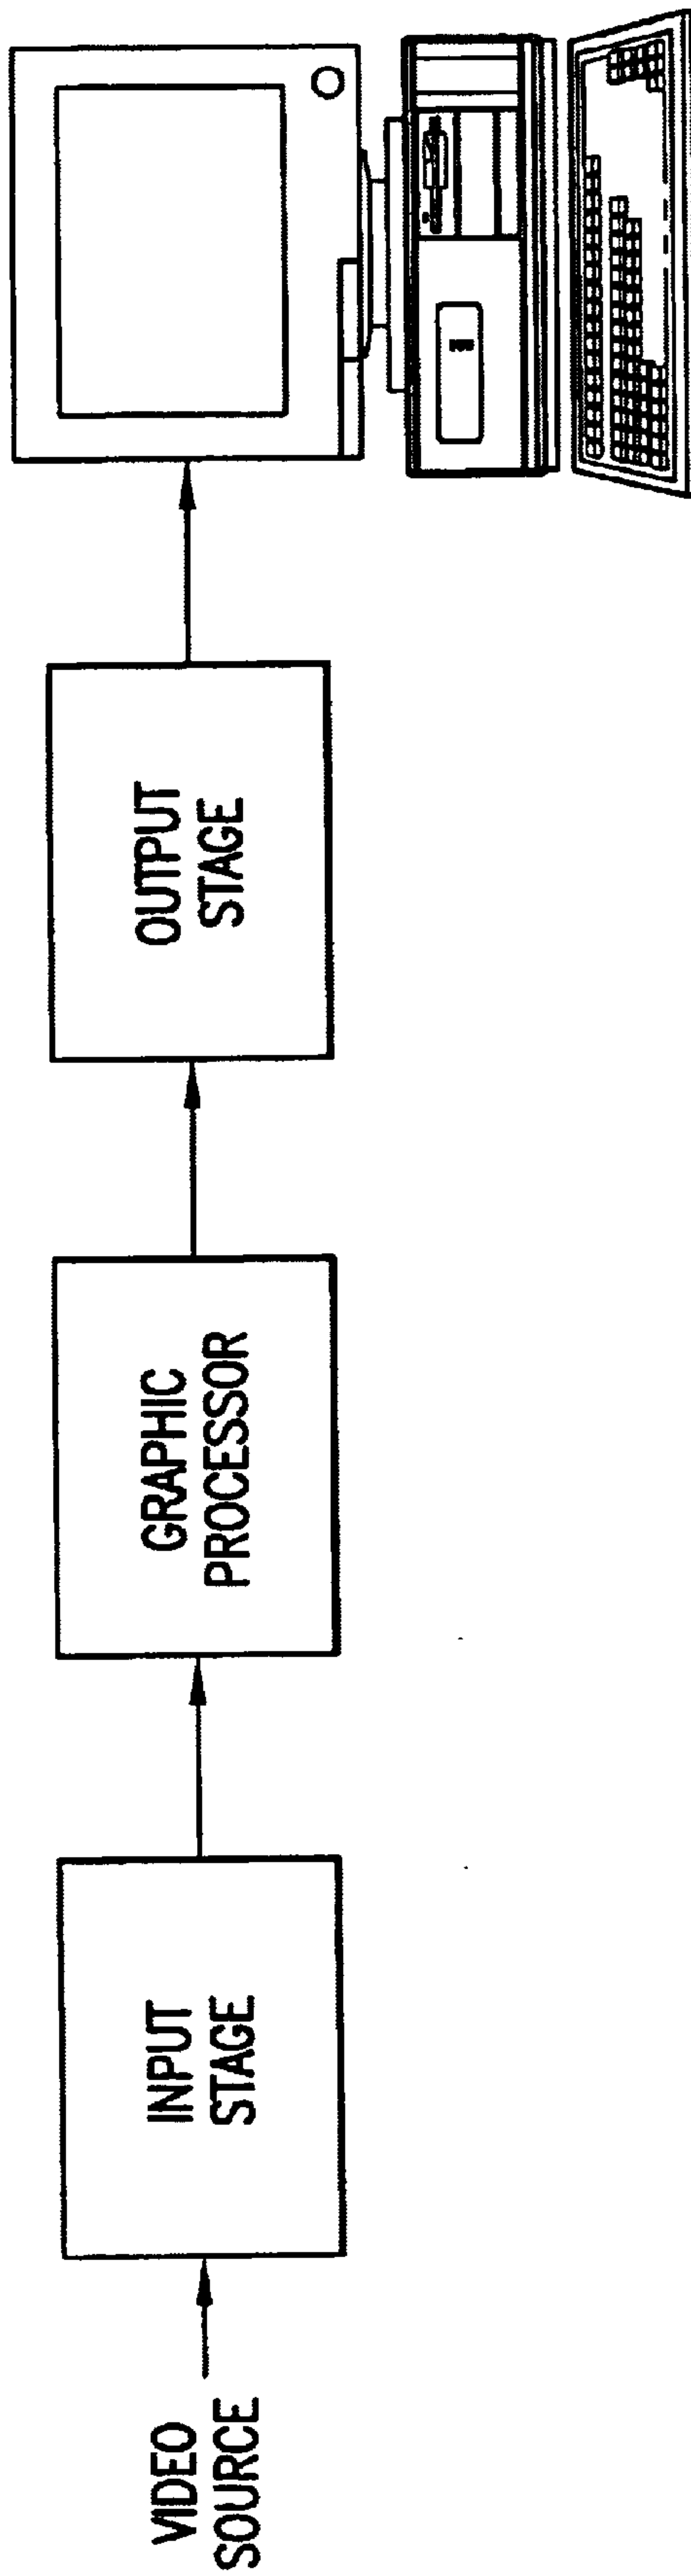 VIDEO
SOURCE
INPUT
STAGE
GRAPHIC
PROCESSOR
OUTPUT
STAGE